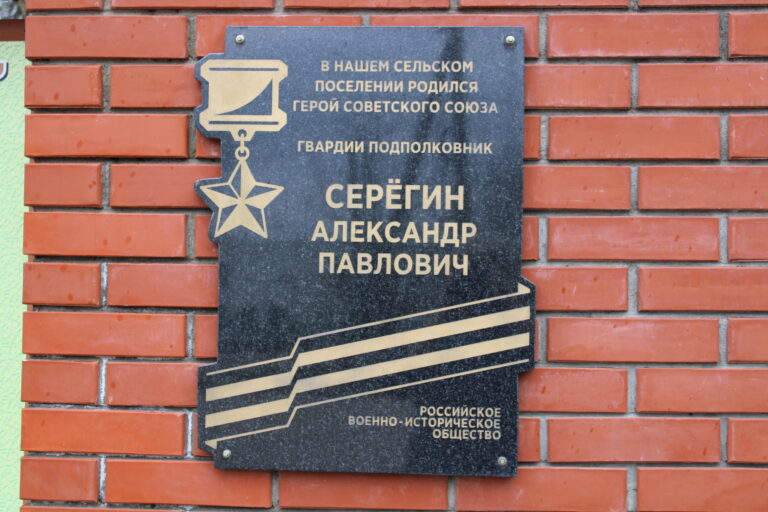 В НАШЕМ СЕЛЬСКОМ
ПОСЕЛЕНИИ РОДИЛСЯ
ГЕРОЙ СОВЕТСКОГО СОЮЗА
ГВАРДИИ ПОДПОЛКОВНИК
СЕРЁГИН
АЛЕКСАНДР
ПАВЛОВИЧ
РОССИЙСКОЕ
ВОЕННО-ИСТОРИЧЕСКОЕ
ОБЩЕСТВО